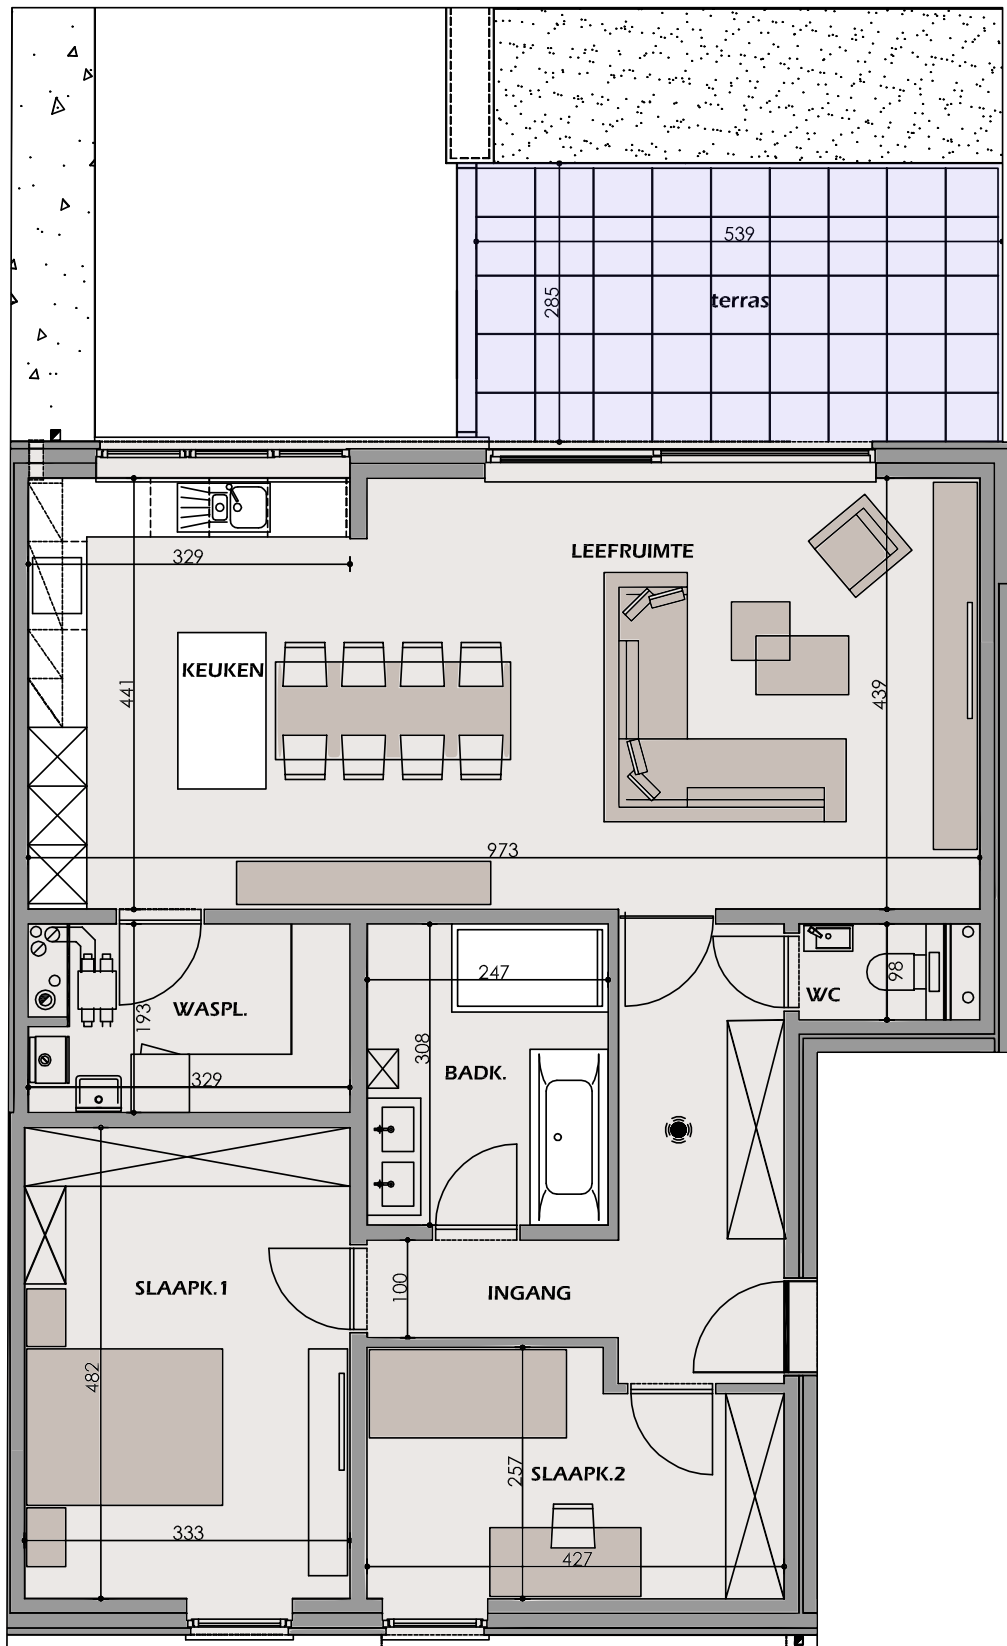 539
285
terras
LEEFRUIMTE
329
KEUKEN
441
439
973
247
98
WC
WASPL.
193
308
BADK.
329
SLAAPK.1
100
INGANG
482
257
SLAAPK.2
333
427